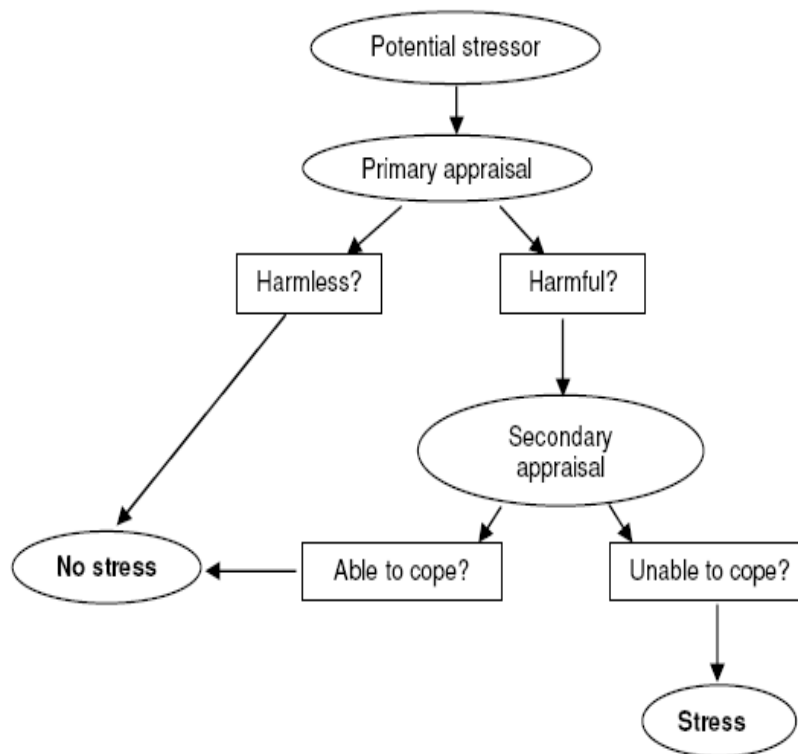 Potential stressor
Primary appraisal
Harmless?
Harmful?
Secondary
appraisal
No stress
Able to cope?
Unable to cope?
Stress